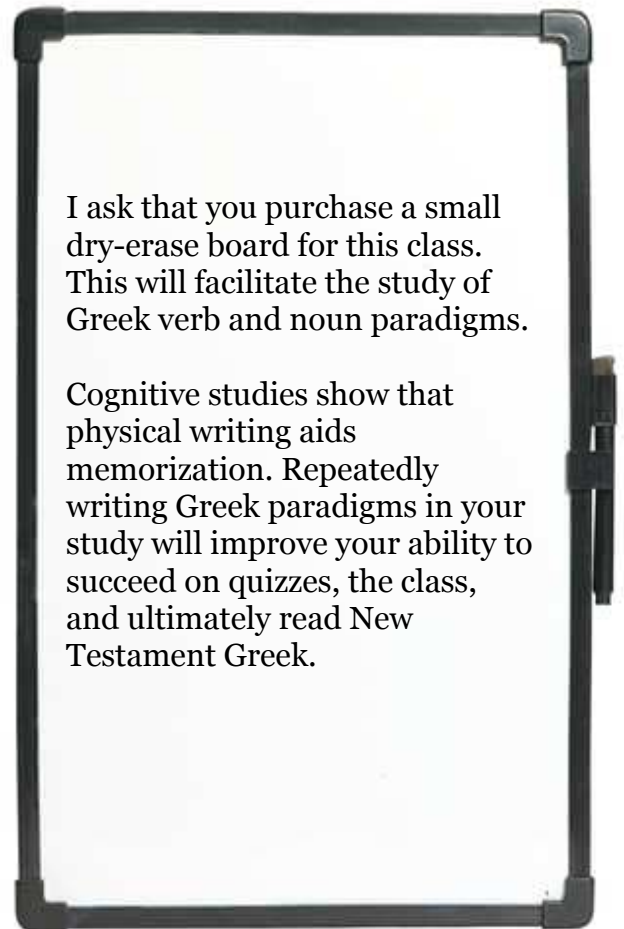 I ask that you purchase a small
dry-erase board for this class.
This will facilitate the study of
Greek verb and noun paradigms.
Cognitive studies show that
physical writing aids
memorization. Repeatedly
writing Greek paradigms in your
study will improve your ability to
succeed on quizzes, the class,
and ultimately read New
Testament Greek.